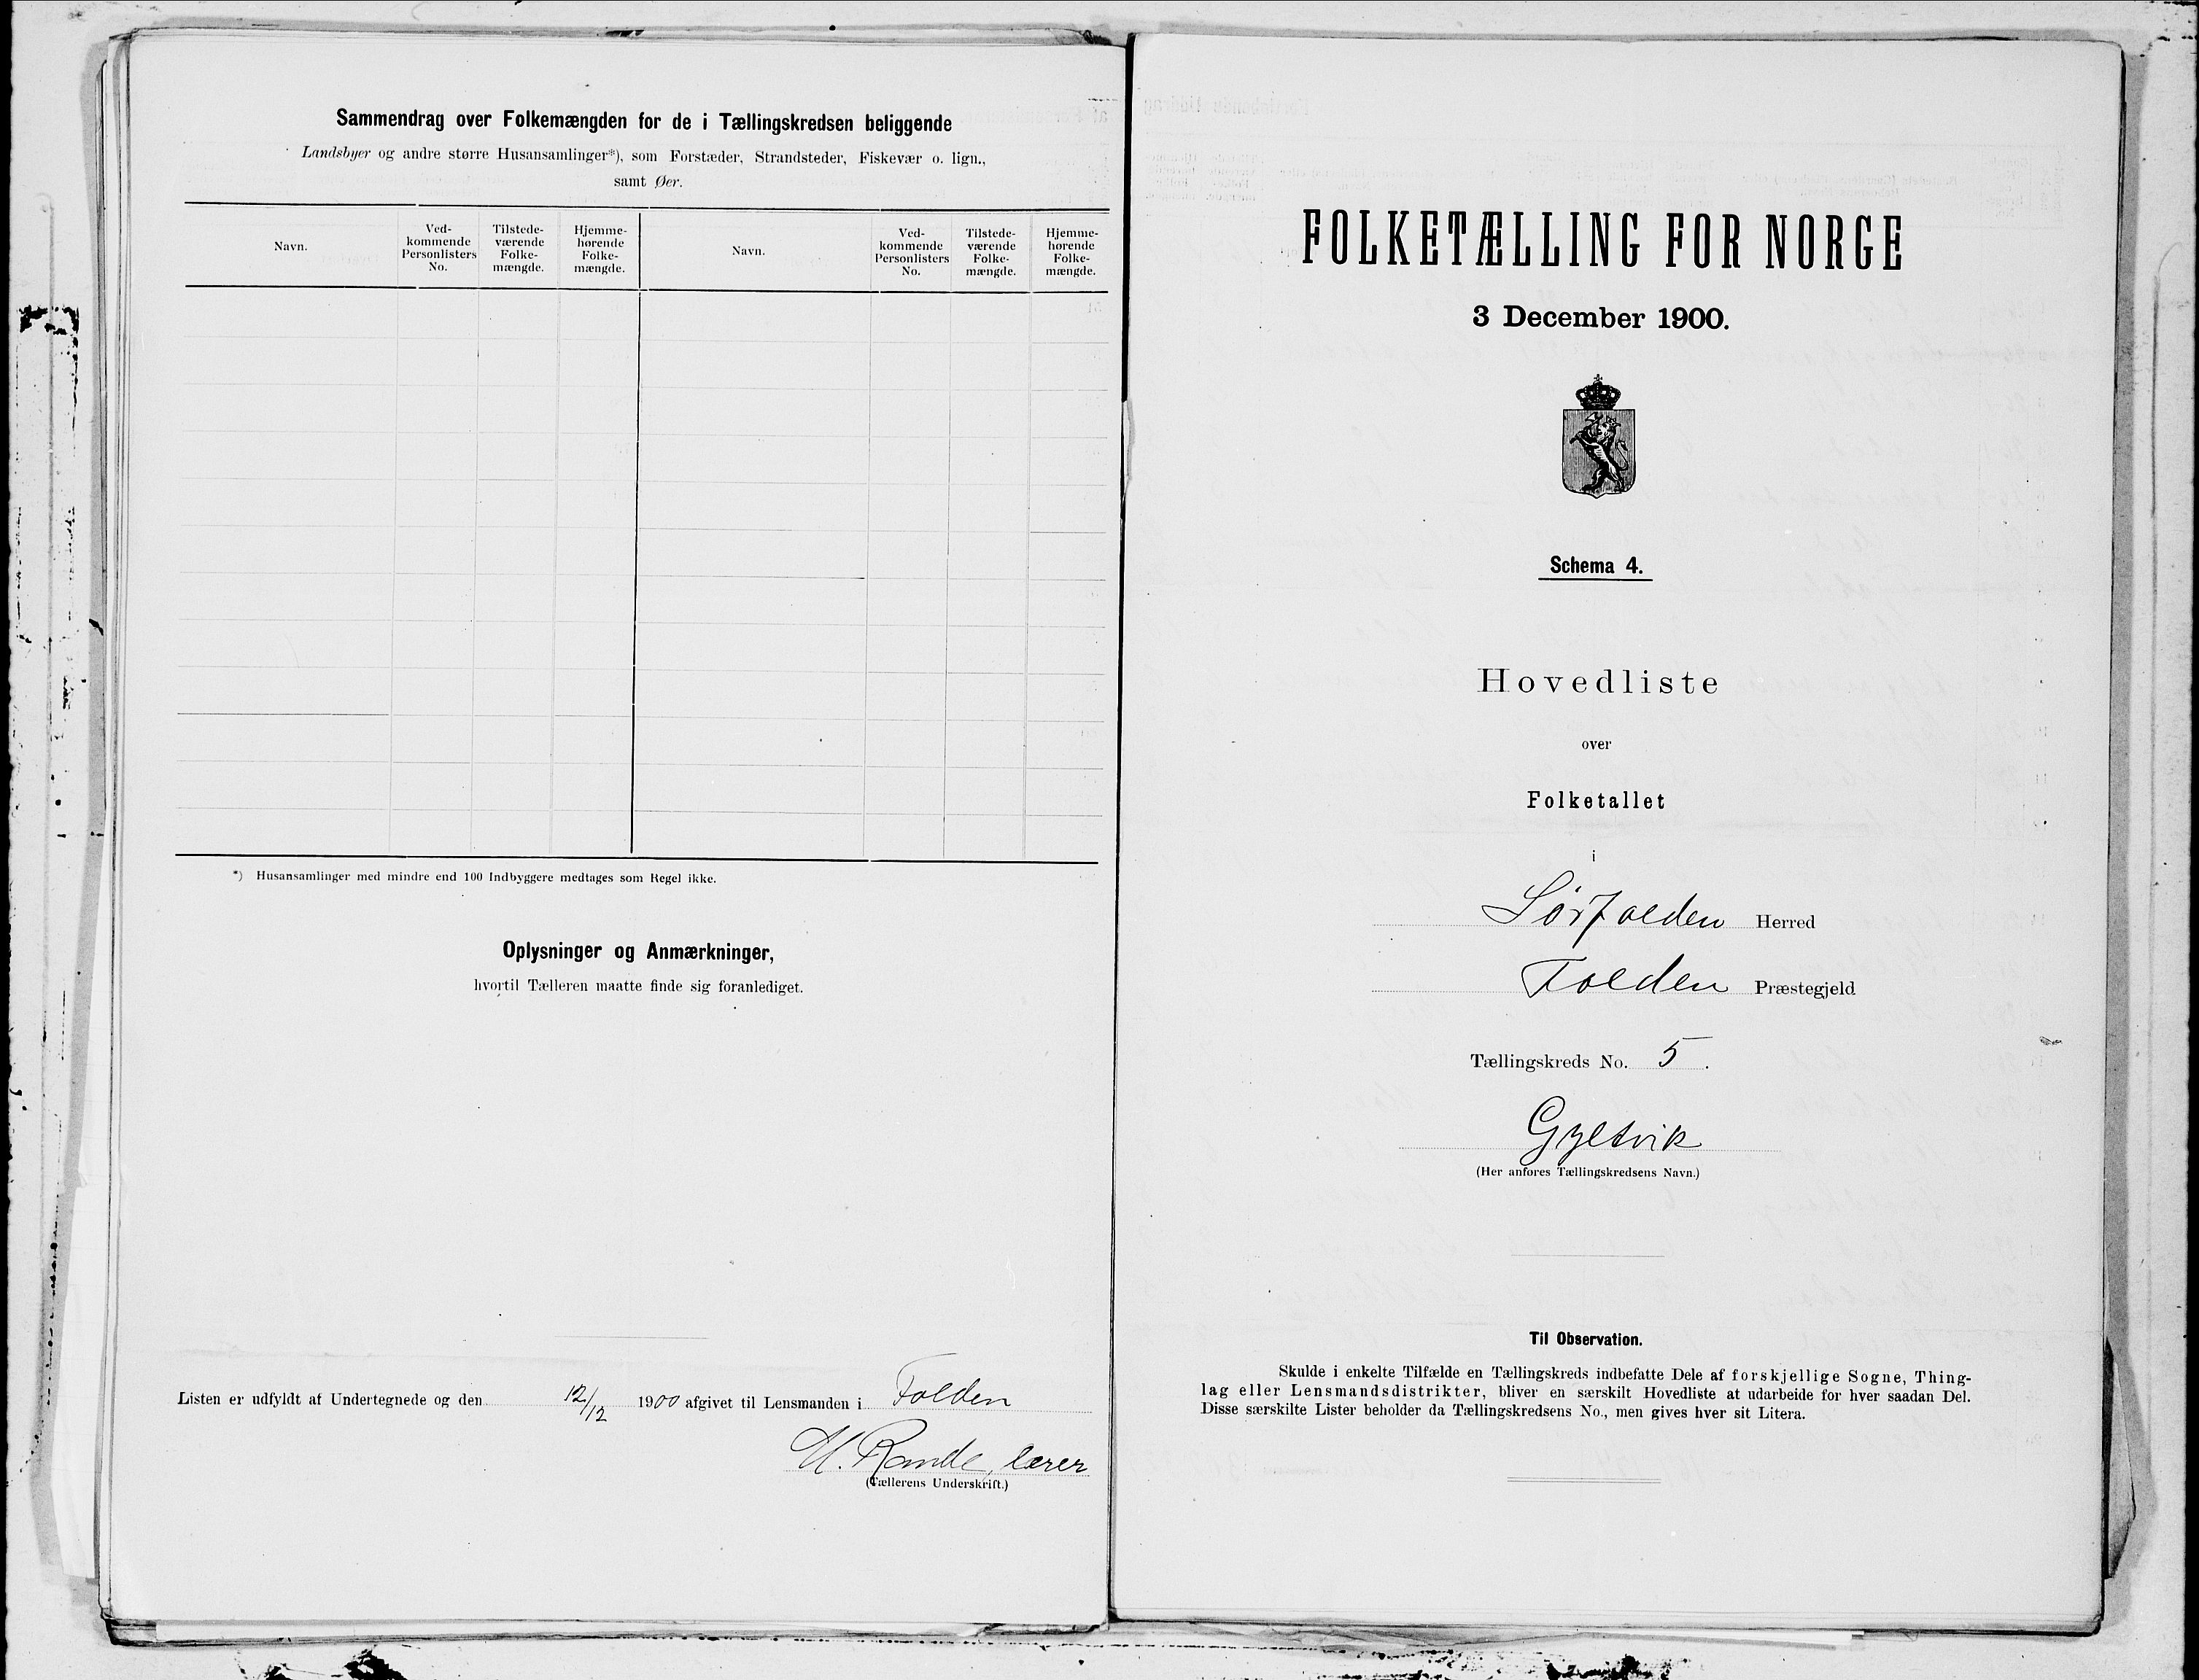 Sammendrag over Folkemængden for de i Tællingskredsen beliggende
Landsbyer og andre større Husansamlinger*), som Forstæder, Strandsteder, Fiskevær o. lign.,
samt Øer.
Navn.
Ved-
kommende
Personlisters
No.
Tilstede-
værende
Folke-
mængde.
Hjemme-
hørende
Folke-
mængde.
Navn.
Ved-
kommende
Personlisters
No.
Tilstede-
værende
Folke-
mængde.
Hjemme-
hørende
Folke-
mængde.
*) Husansamlinger med mindre end 100 Indbyggere medtages som Regel ikke.
Oplysninger og Anmærkninger,
hvortil Tælleren maatte finde sig foranlediget.
Listen er udfyldt af Undertegnede og den 12/12 1900 afgivet til Lensmanden i Folden
Rande, lærer
(Tællerens Underskrift.)
FOLKETÆLLING FOR NORGE
3 December 1900.
Schema 4.
Hovedliste
over
Folketallet
i
Sørfolden Herred
Folden Præstegjeld
Tællingskreds No. 5.
Gyltvik
(Her anføres Tællingskredsens Navn.)
Til Observation.
Skulde i enkelte Tilfælde en Tællingskreds indbefatte Dele af forskjellige Sogne, Thing-
lag eller Lensmandsdistrikter, bliver en særskilt Hovedliste at udarbeide for hver saadan Del.
Disse særskilte Lister beholder da Tællingskredsens No., men gives hver sit Litera.